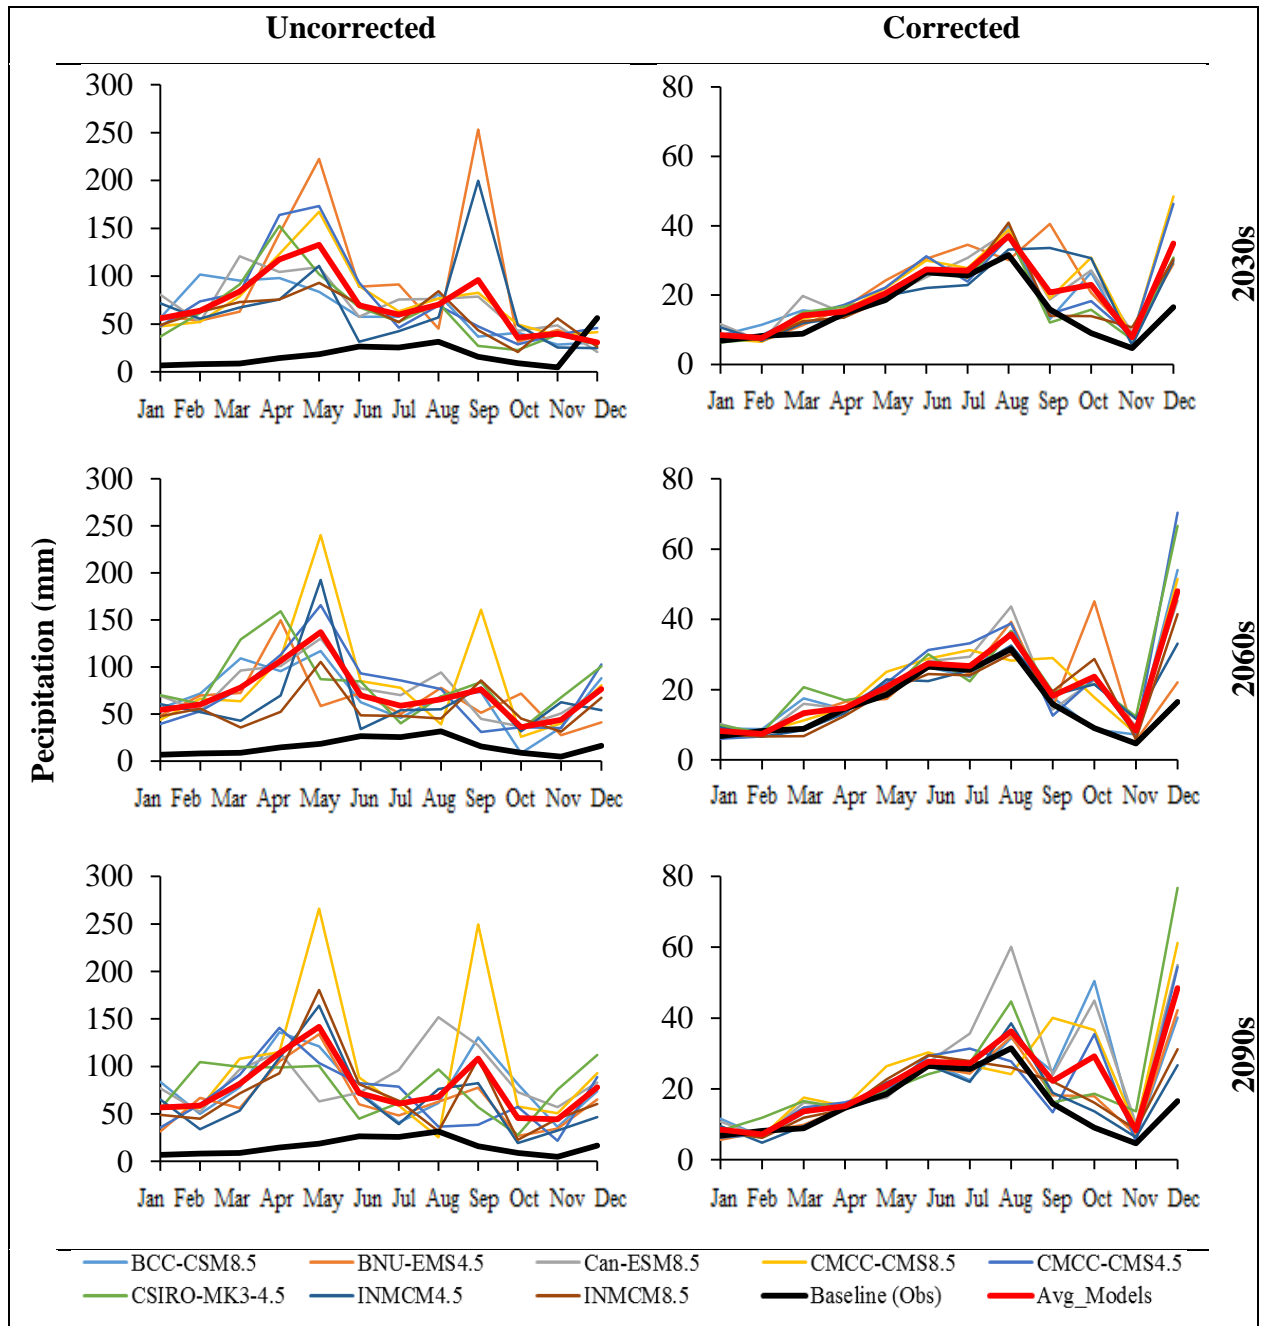 Uncorrected
Corrected
300
250
200
150
100
50
0
Jan Feb Mar Apr May Jun Jul Aug Sep Oct Nov Dec
80
60
40
20
0
Jan Feb Mar Apr May Jun Jul Aug Sep Oct Nov Dec
2030s
Pecipitation (mm)
300
250
200
150
100
50
0
Jan Feb Mar Apr May Jun Jul Aug Sep Oct Nov Dec
80
60
40
20
0
Jan Feb Mar Apr May Jun Jul Aug Sep Oct Nov Dec
2060s
300
250
200
150
100
50
0
Jan Feb Mar Apr May Jun Jul Aug Sep Oct Nov Dec
80
60
40
20
0
Jan Feb Mar Apr May Jun Jul Aug Sep Oct Nov Dec
2090s
BCC-CSM8.5 BNU-EMS4.5 Can-ESM8.5 CMCC-CMS8.5 CMCC-CMS4.5
CSIRO-MK3-4.5 INMCM4.5 INMCM8.5 Baseline (Obs) Avg_Models